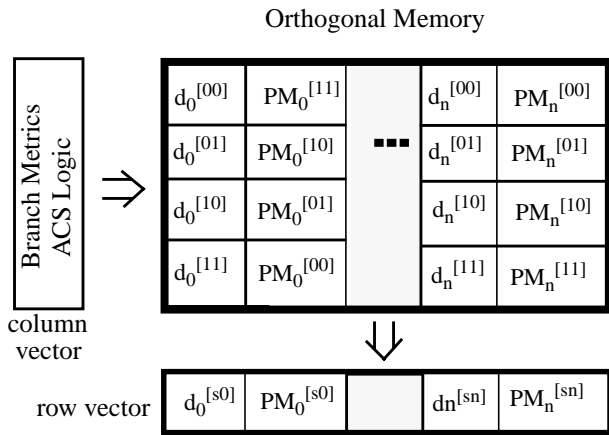 Orthogonal Memory
Branch Metrics
ACS Logic
d0[00] PM0[11] ... dn[00] PMn[00]
d0[01] PM0[10] dn[01] PMn[01]
d0[10] PM0[01] dn[10] PMn[10]
d0[11] PM0[00] dn[11] PMn[11]
column
vector
row vector
d0[s0] PM0[s0] dn[sn] PMn[sn]